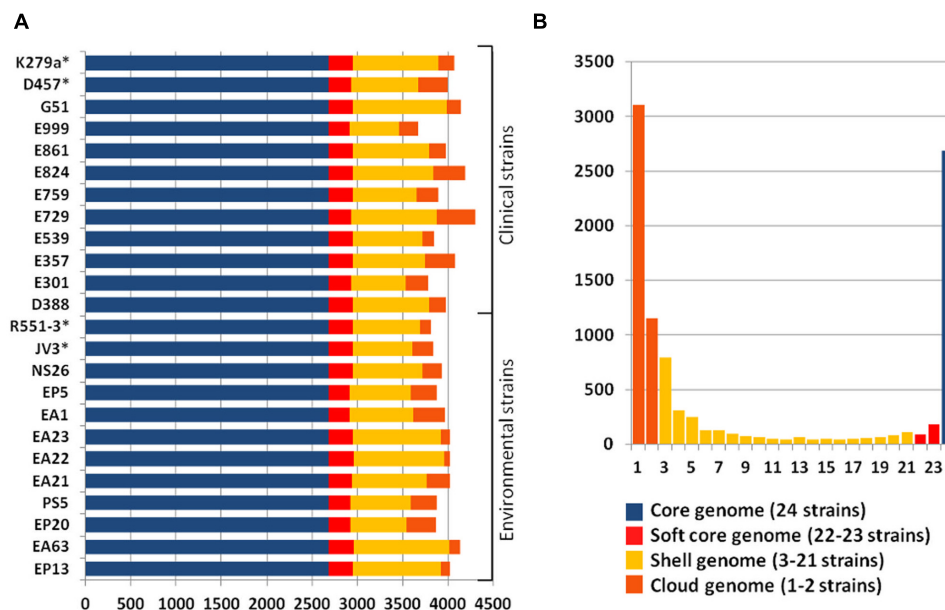 A
K279a*
D457*
G51
E999
E861
E824
E759
E729
E539
E357
E301
D388
R551-3*
JV3*
NS26
EP5
EA1
EA23
EA22
EA21
PS5
EP20
EA63
EP13
0 500 1000 1500 2000 2500 3000 3500 4000 4500
Clinical strains
Environmental strains
B
3500
3000
2500
2000
1500
1000
500
0
1 3 5 7 9 11 13 15 17 19 21 23
Core genome (24 strains)
Soft core genome (22-23 strains)
Shell genome (3-21 strains)
Cloud genome (1-2 strains)